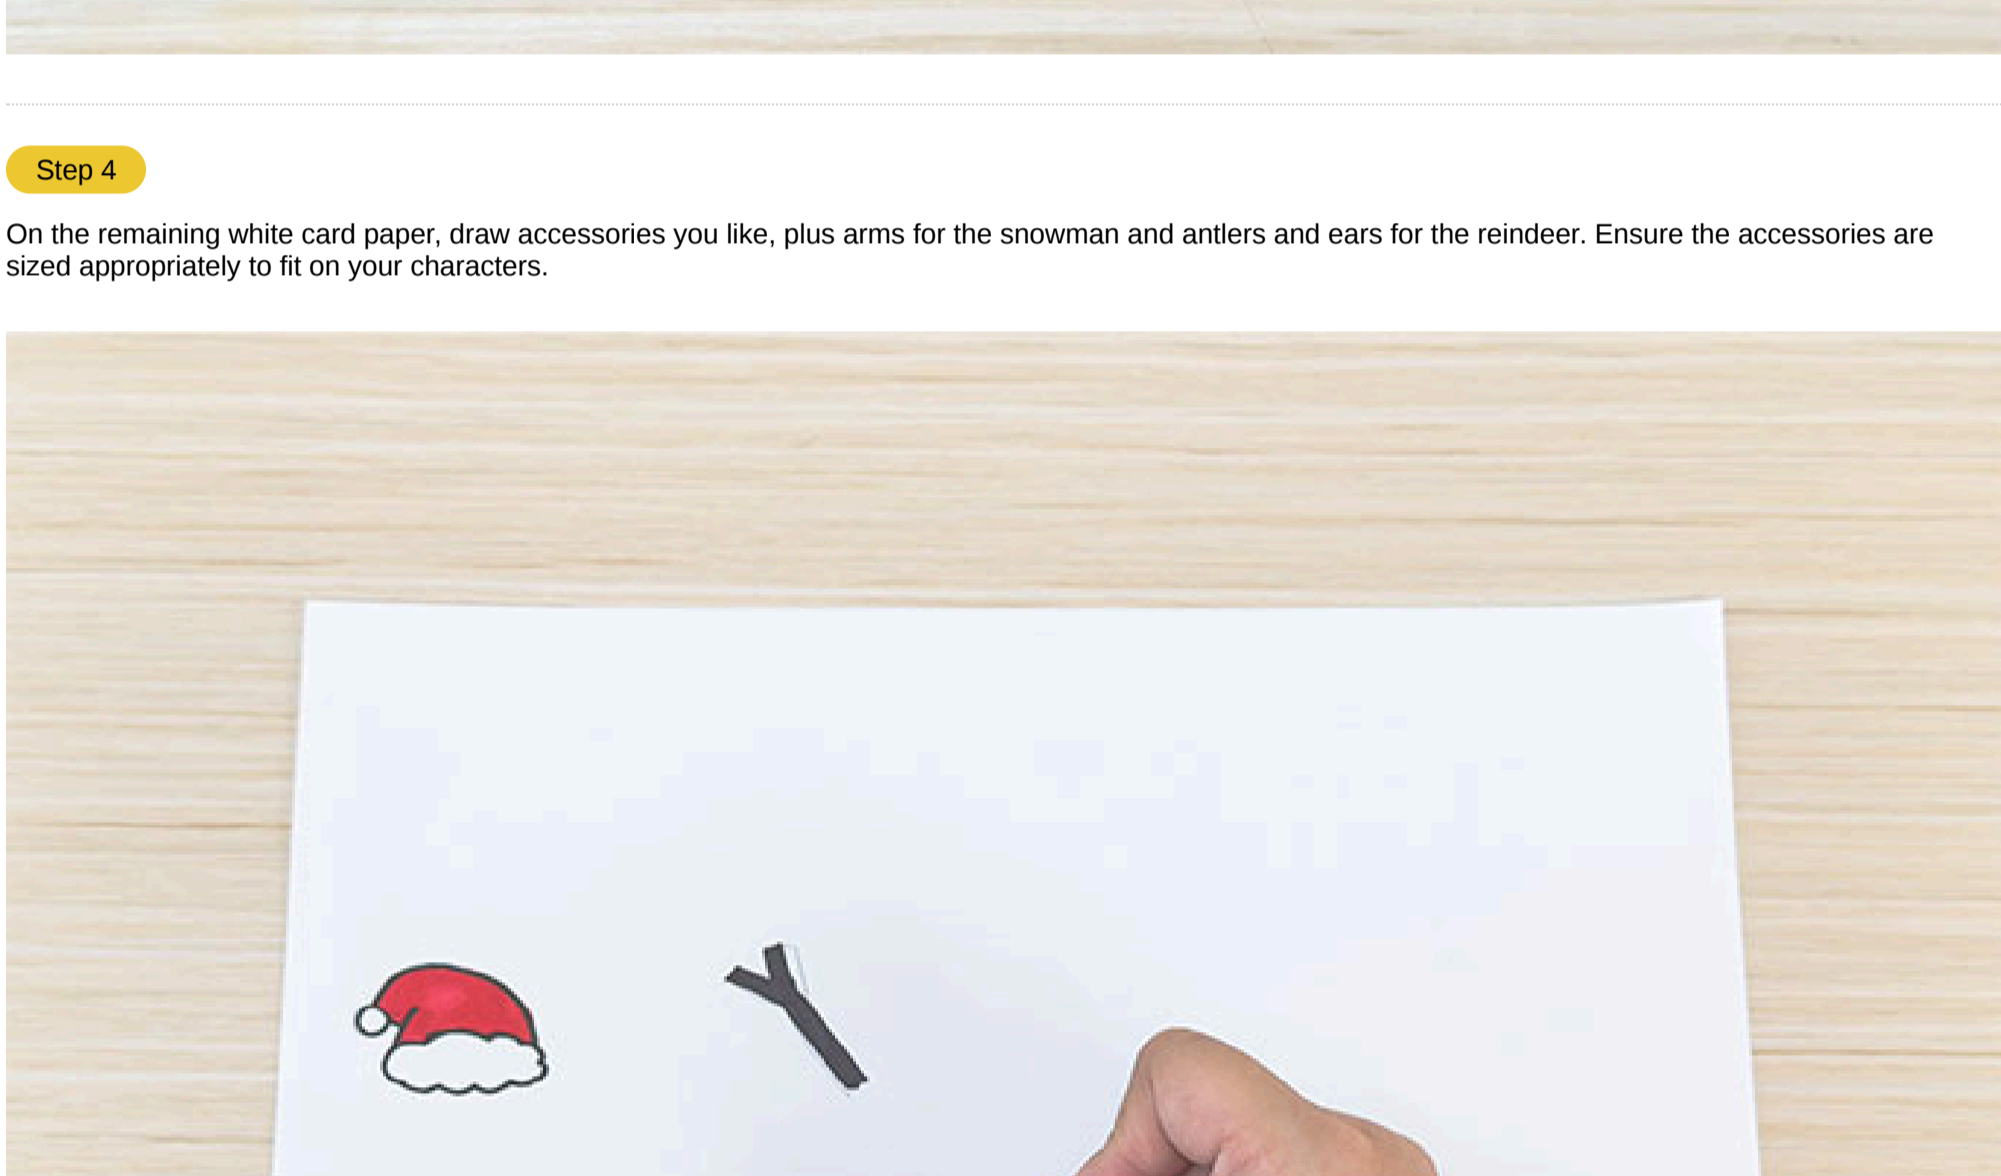 Step 4
On the remaining white card paper, draw accessories you like, plus arms for the snowman and antlers and ears for the reindeer. Ensure the accessories are
sized appropriately to fit on your characters.